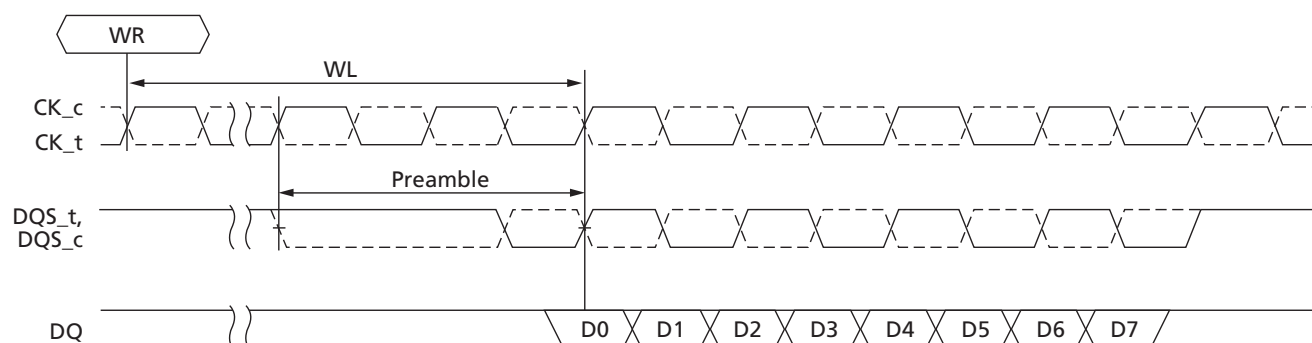 WR
WL
CK_c
CK_t
Preamble
DQS_t,
DQS_c
DQ D0 D1 D2 D3 D4 D5 D6 D7